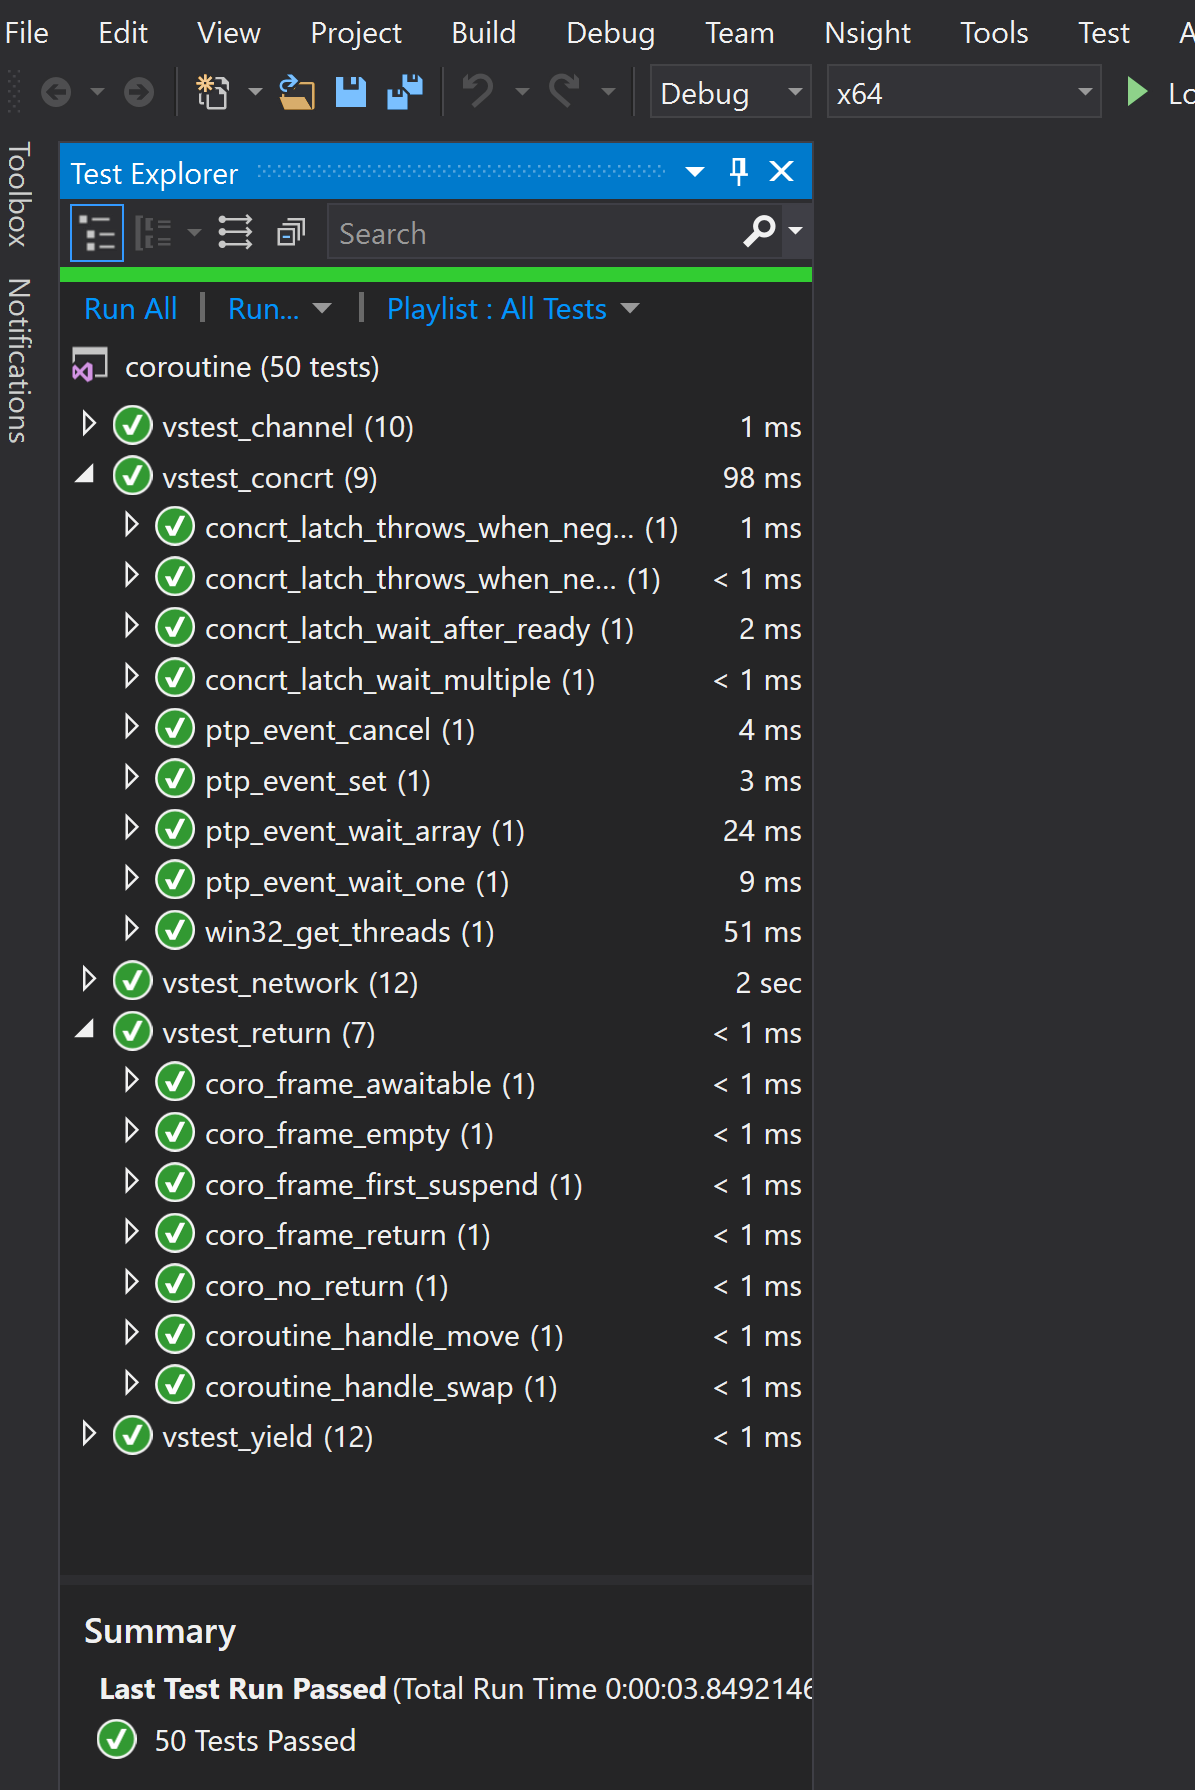 File Edit View Project Build Debug Team Nsight Tools Test
Debug x64
Toolbox
Notifications
Test Explorer
Search
Run All | Run... | Playlist : All Tests
coroutine (50 tests)
vstest_channel (10) 1 ms
vstest_concrt (9) 98 ms
concrt_latch_throws_when_neg... (1) 1 ms
concrt_latch_throws_when_ne... (1) < 1 ms
concrt_latch_wait_after_ready (1) 2 ms
concrt_latch_wait_multiple (1) < 1 ms
ptp_event_cancel (1) 4 ms
ptp_event_set (1) 3 ms
ptp_event_wait_array (1) 24 ms
ptp_event_wait_one (1) 9 ms
win32_get_threads (1) 51 ms
vstest_network (12) 2 sec
vstest_return (7) < 1 ms
coro_frame_awaitable (1) < 1 ms
coro_frame_empty (1) < 1 ms
coro_frame_first_suspend (1) < 1 ms
coro_frame_return (1) < 1 ms
coro_no_return (1) < 1 ms
coroutine_handle_move (1) < 1 ms
coroutine_handle_swap (1) < 1 ms
vstest_yield (12) < 1 ms
Summary
Last Test Run Passed (Total Run Time 0:00:03.8492146
50 Tests Passed